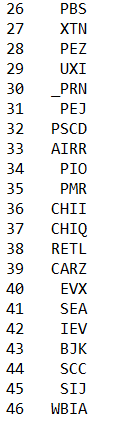 26 PBS
27 XTN
28 PEZ
29 UXI
30 _PRN
31 PEJ
32 PSCD
33 AIRR
34 PIO
35 PMR
36 CHII
37 CHIQ
38 RETL
39 CARZ
40 EVX
41 SEA
42 IEV
43 BJK
44 SCC
45 SIJ
46 WBIA